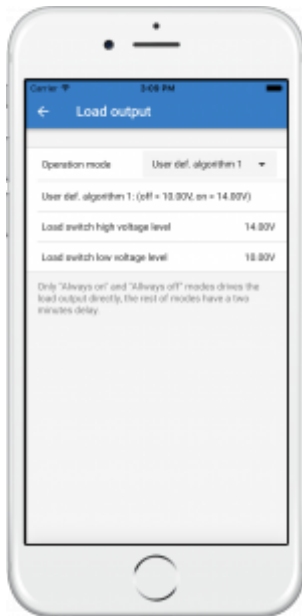 Carrier 3:09 PM
Load output
Operation mode User def. algorithm 1
User def. algorithm 1: (off = 10.00V, on = 14.00V)
Load switch high voltage level 14.00V
Load switch low voltage level 10.00V
Only "Always on" and "Allways off" modes drives the
load output directly, the rest of modes have a two
minutes delay.